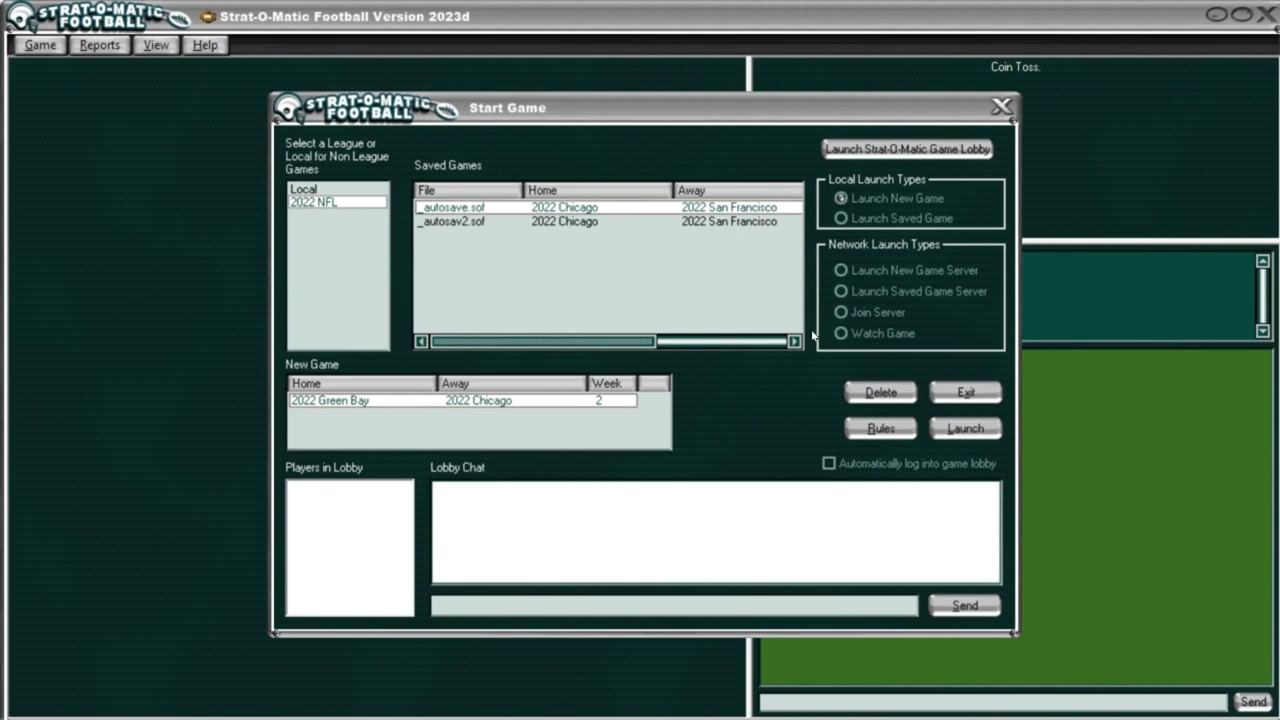 STRAT-O-MATIC FOOTBALL Strat-O-Matic Football Version 2023d
Game Reports View Help
Coin Toss.
STRAT-O-MATIC FOOTBALL Start Game
Select a League or
Local for Non League
Games
Saved Games
Launch Strat-O-Matic Game Lobby
Local
2022 NFL
File Home Away
_autosave.sof 2022 Chicago 2022 San Francisco
_autosav2.sof 2022 Chicago 2022 San Francisco
Local Launch Types
Launch New Game
Launch Saved Game
Network Launch Types
Launch New Game Server
Launch Saved Game Server
Join Server
Watch Game
New Game
Home Away Week
2022 Green Bay 2022 Chicago 2
Delete Exit
Rules Launch
Automatically log into game lobby
Players in Lobby Lobby Chat
Send
Send